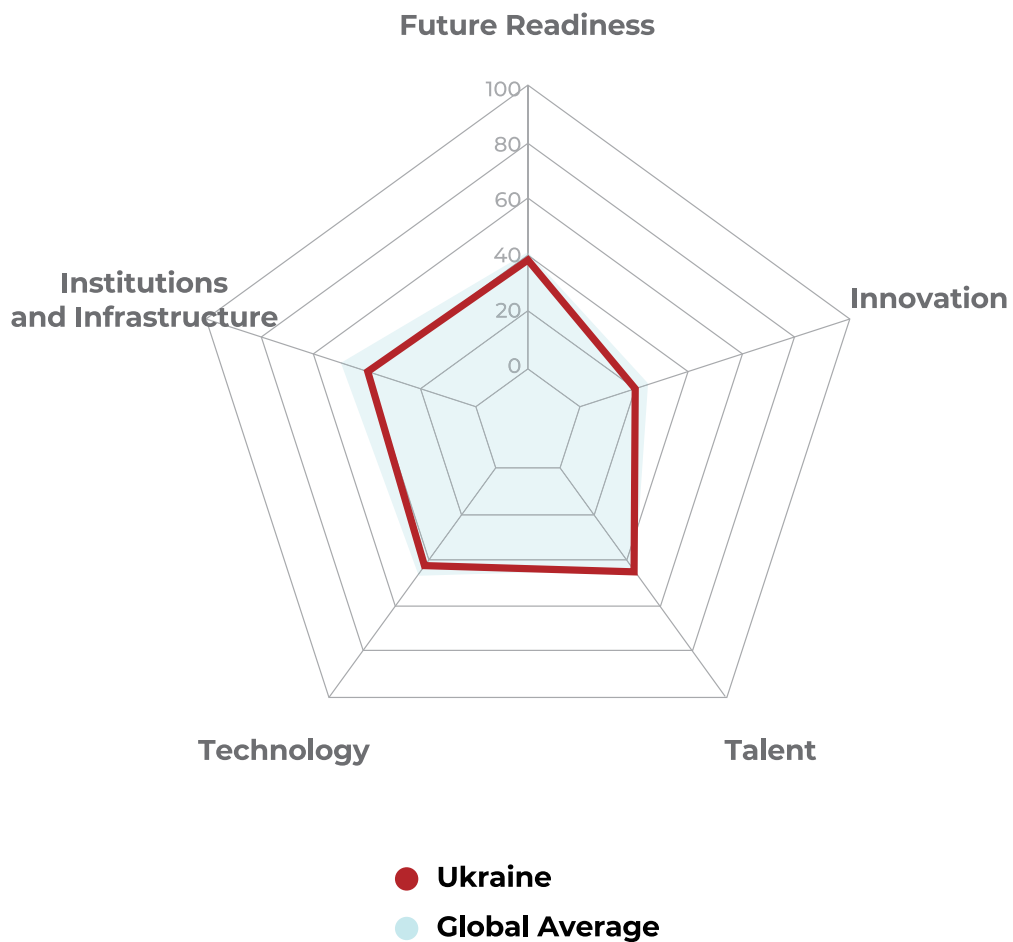 Future Readiness
100
80
60
40
20
0
Institutions
and Infrastructure
Innovation
Technology
Talent
Ukraine
Global Average